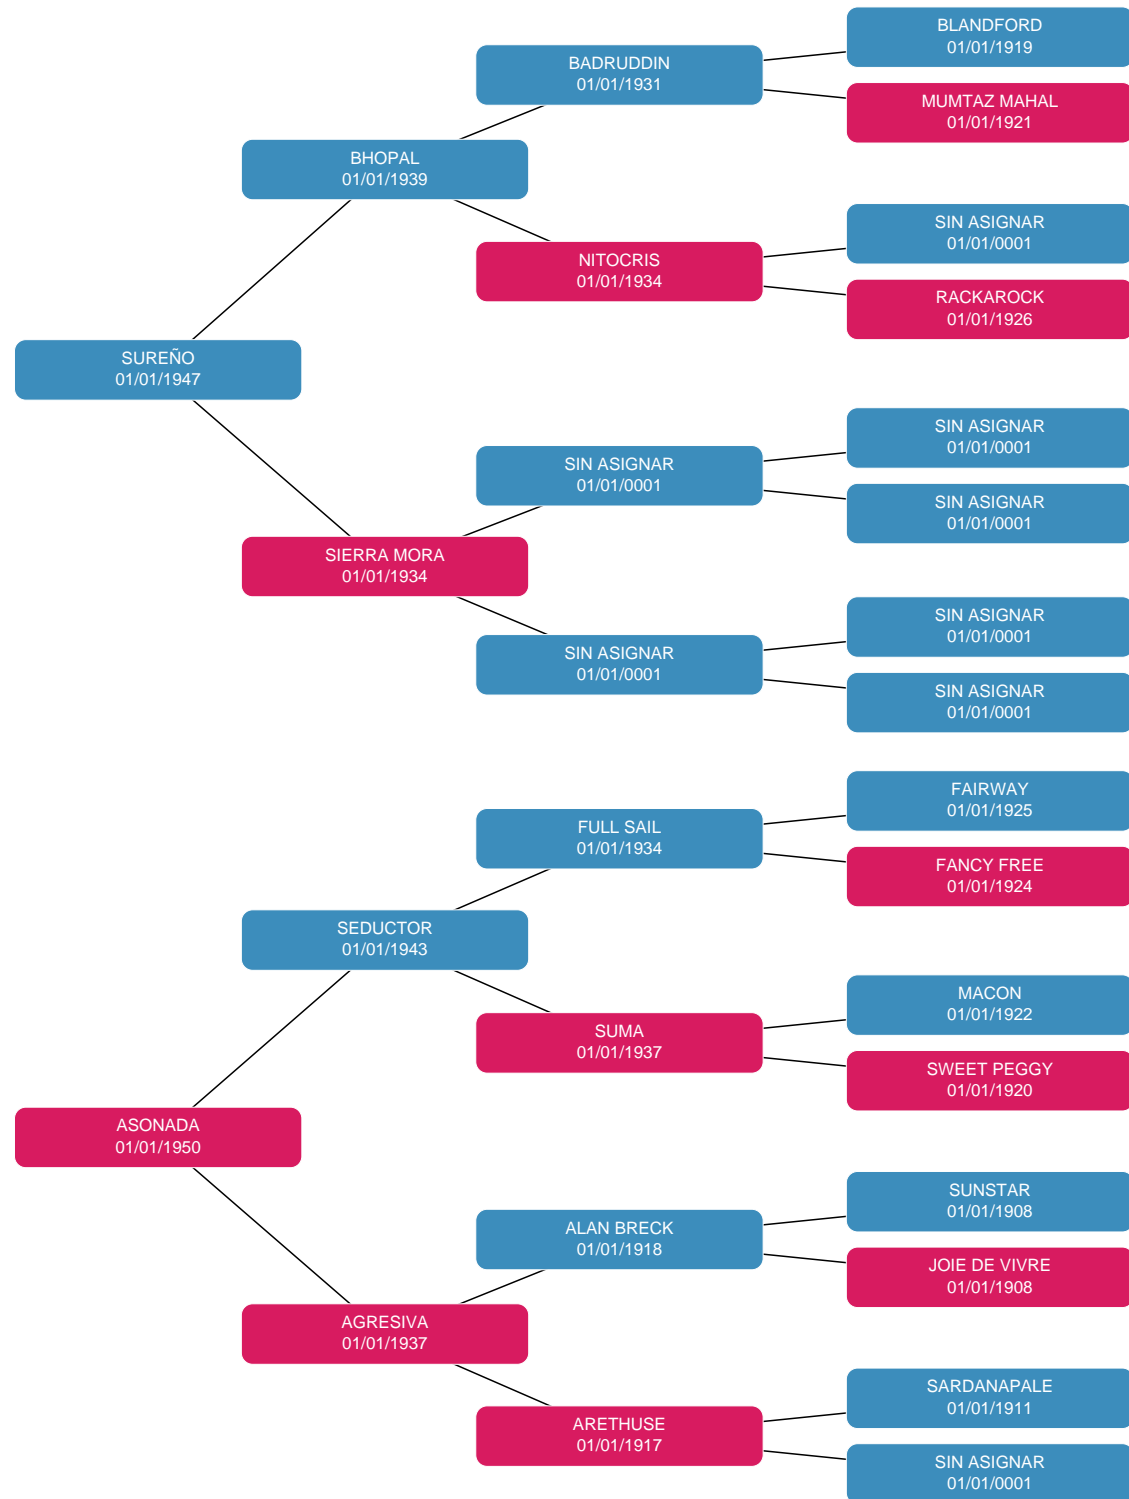 BLANDFORD
01/01/1919
BADRUDDIN
01/01/1931
MUMTAZ MAHAL
01/01/1921
BHOPAL
01/01/1939
SIN ASIGNAR
01/01/0001
NITOCRIS
01/01/1934
RACKAROCK
01/01/1926
SUREÑO
01/01/1947
SIN ASIGNAR
01/01/0001
SIN ASIGNAR
01/01/0001
SIN ASIGNAR
01/01/0001
SIERRA MORA
01/01/1934
SIN ASIGNAR
01/01/0001
SIN ASIGNAR
01/01/0001
SIN ASIGNAR
01/01/0001
FAIRWAY
01/01/1925
FULL SAIL
01/01/1934
FANCY FREE
01/01/1924
SEDUCTOR
01/01/1943
MACON
01/01/1922
SUMA
01/01/1937
SWEET PEGGY
01/01/1920
ASONADA
01/01/1950
SUNSTAR
01/01/1908
ALAN BRECK
01/01/1918
JOIE DE VIVRE
01/01/1908
AGRESIVA
01/01/1937
SARDANAPALE
01/01/1911
ARETHUSE
01/01/1917
SIN ASIGNAR
01/01/0001